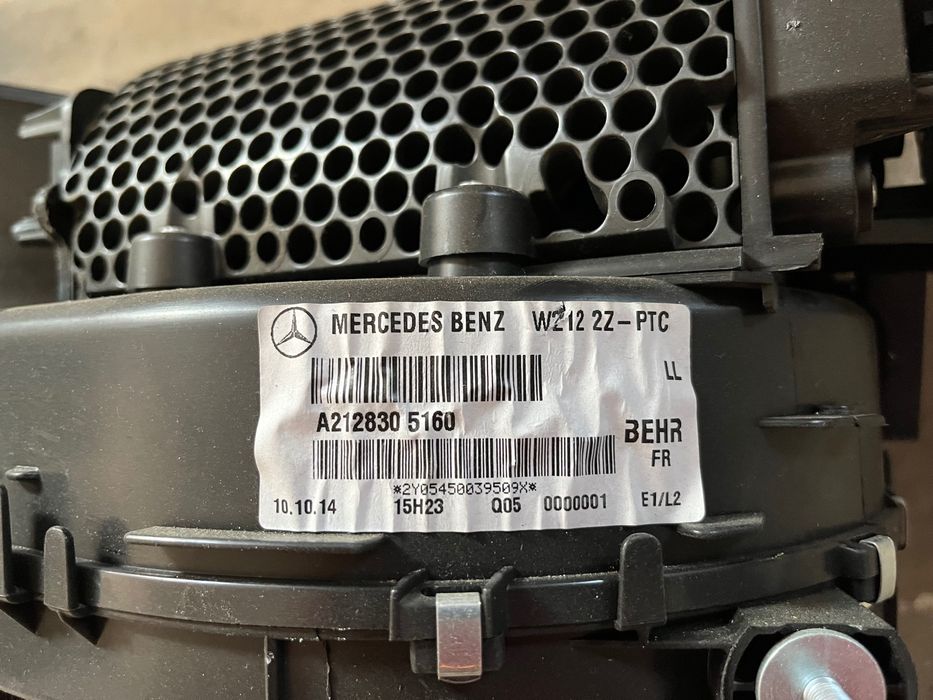 MERCEDES BENZ W212 2Z-PTC
LL
A212830 5160
BEHR
FR
*2Y05450039509X*
10.10.14 15H23 Q05 0000001 E1/L2